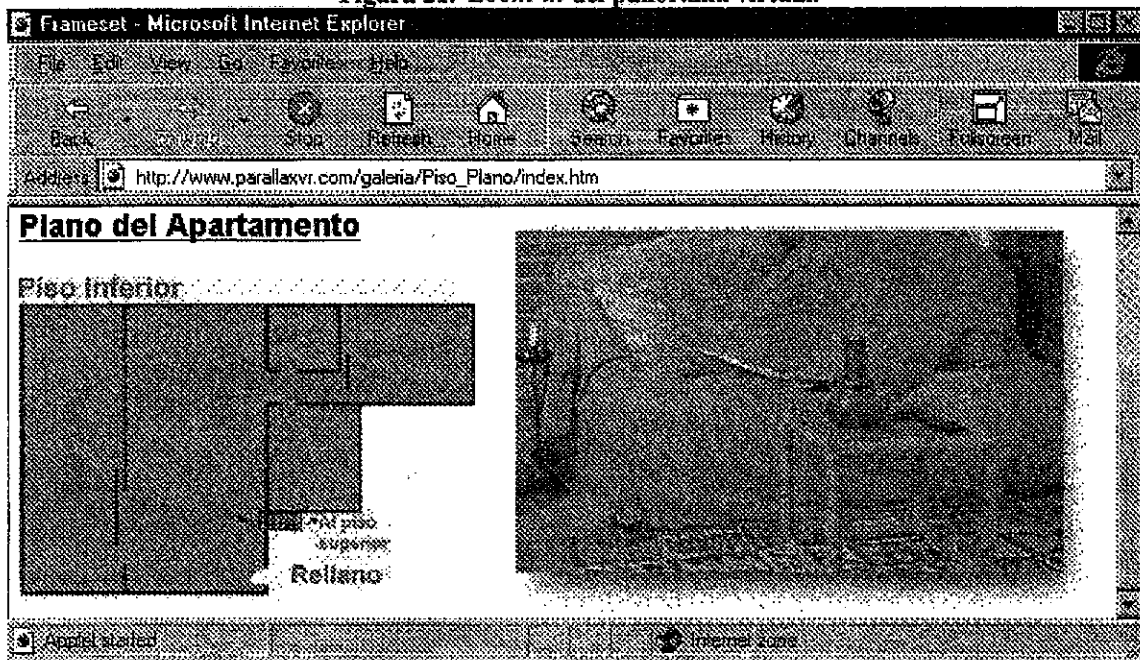 Frameset - Microsoft Internet Explorer
File Edit View Go Favorites Help
Back Stop Refresh Home Search Favorites History Channels Fullscreen Mail
Address http://www.parallaxvr.com/galeria/Piso_Plano/index.htm
Plano del Apartamento
Piso Inferior
Al piso
superior
Rellano
Applet started Internet zone